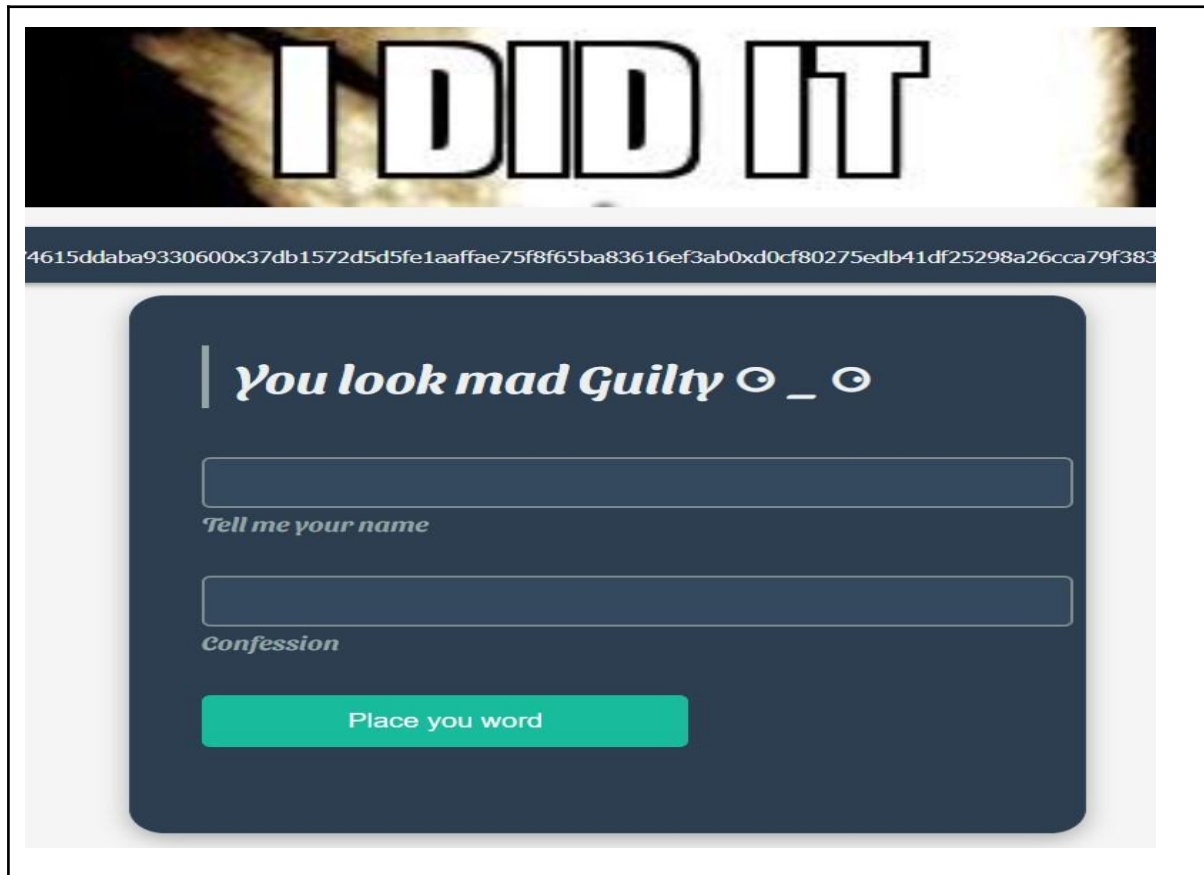 I DID IT
4615ddaba9330600x37db1572d5d5fe1aaffae75f8f65ba83616ef3ab0xd0cf80275edb41df25298a26cca79f383
You look mad Guilty ⊙ _ ⊙
Tell me your name
Confession
Place you word